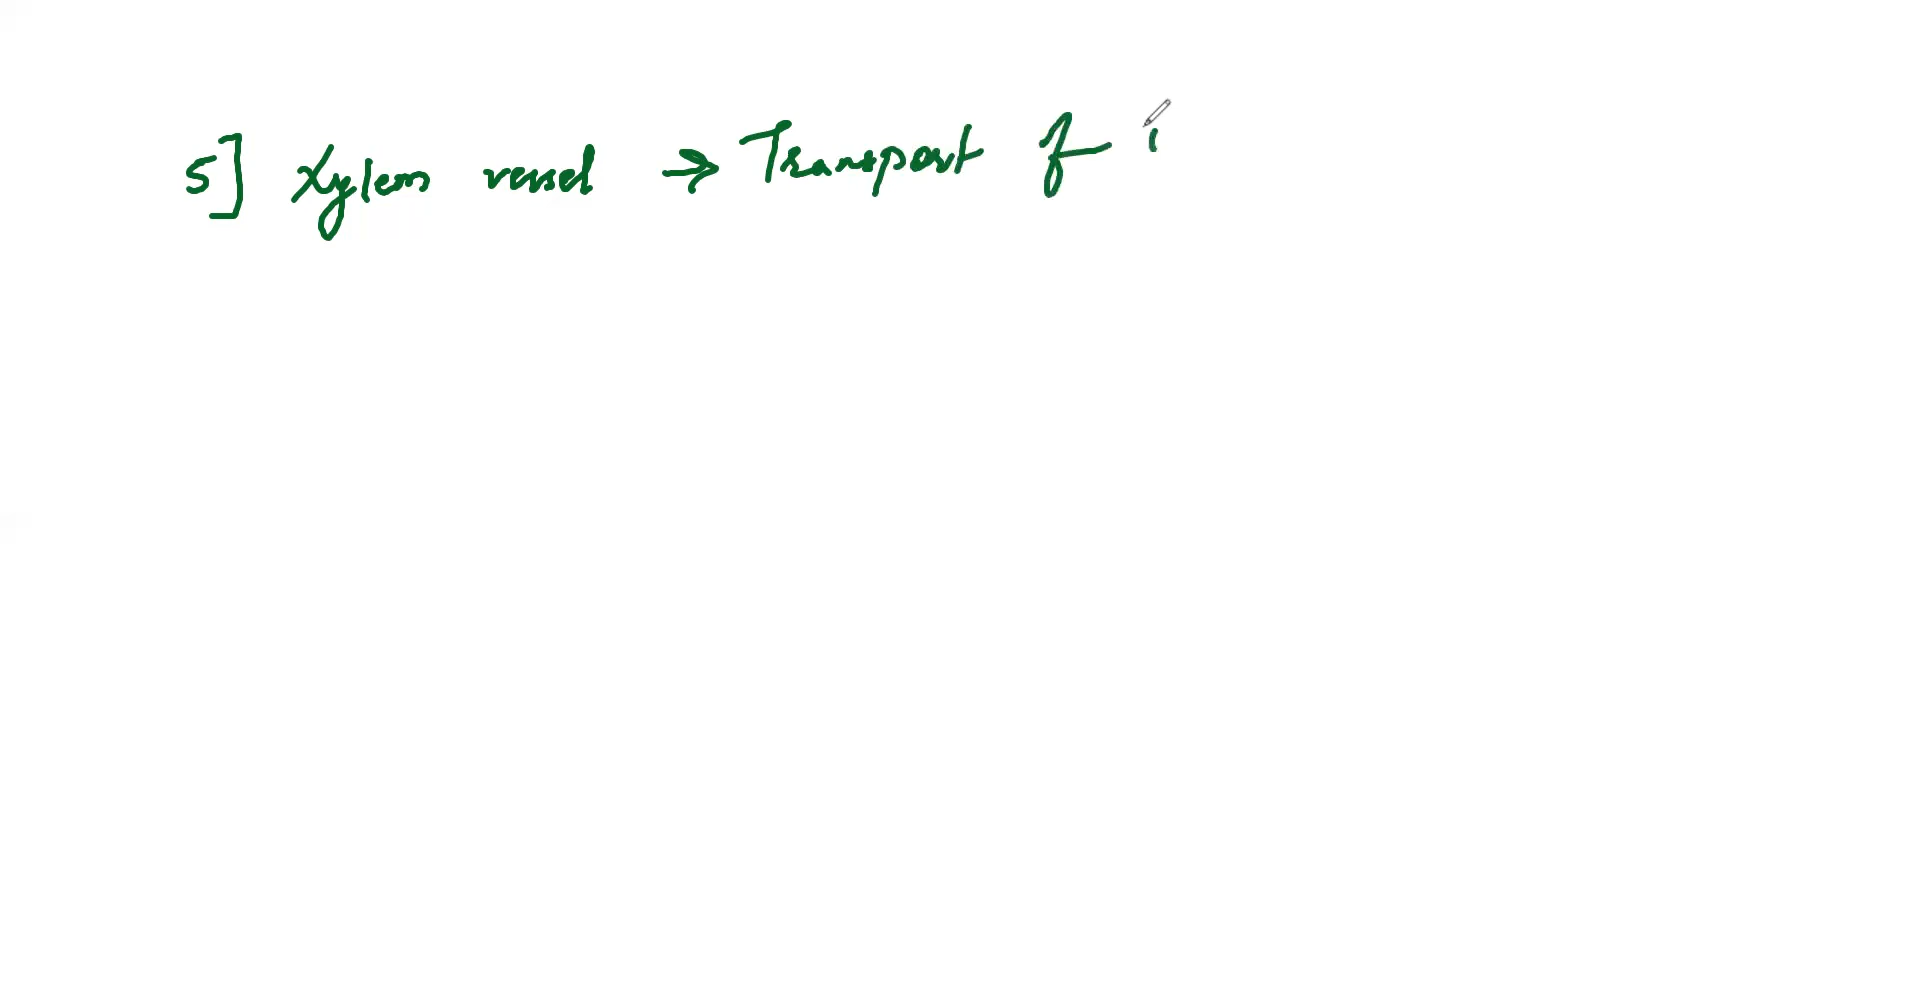 5] Xylem vessel → Transport of